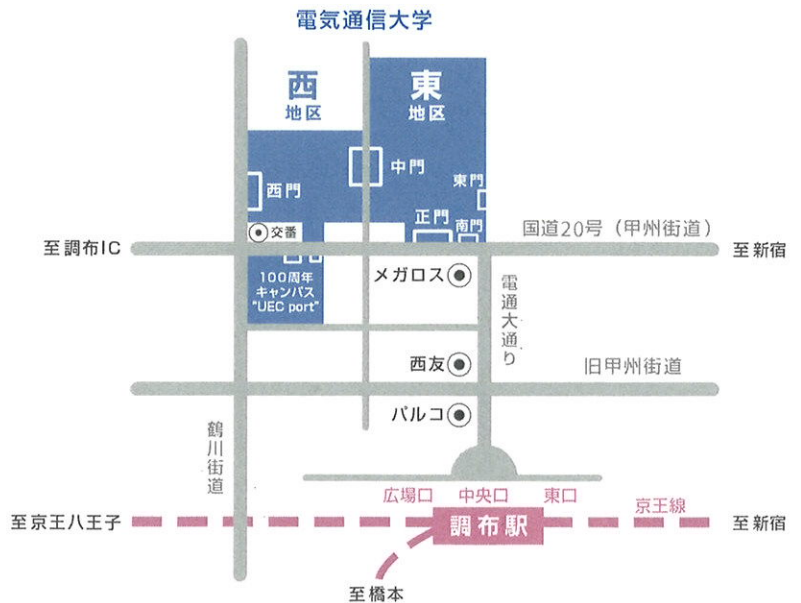 電気通信大学
西
地区
東
地区
中門
西門
東門
正門
南門
交番
国道20号（甲州街道）
至調布IC
至新宿
100周年
キャンパス
"UEC port"
メガロス
電通大通り
西友
旧甲州街道
パルコ
鶴川街道
広場口
中央口
東口
京王線
至京王八王子
調布駅
至新宿
至橋本